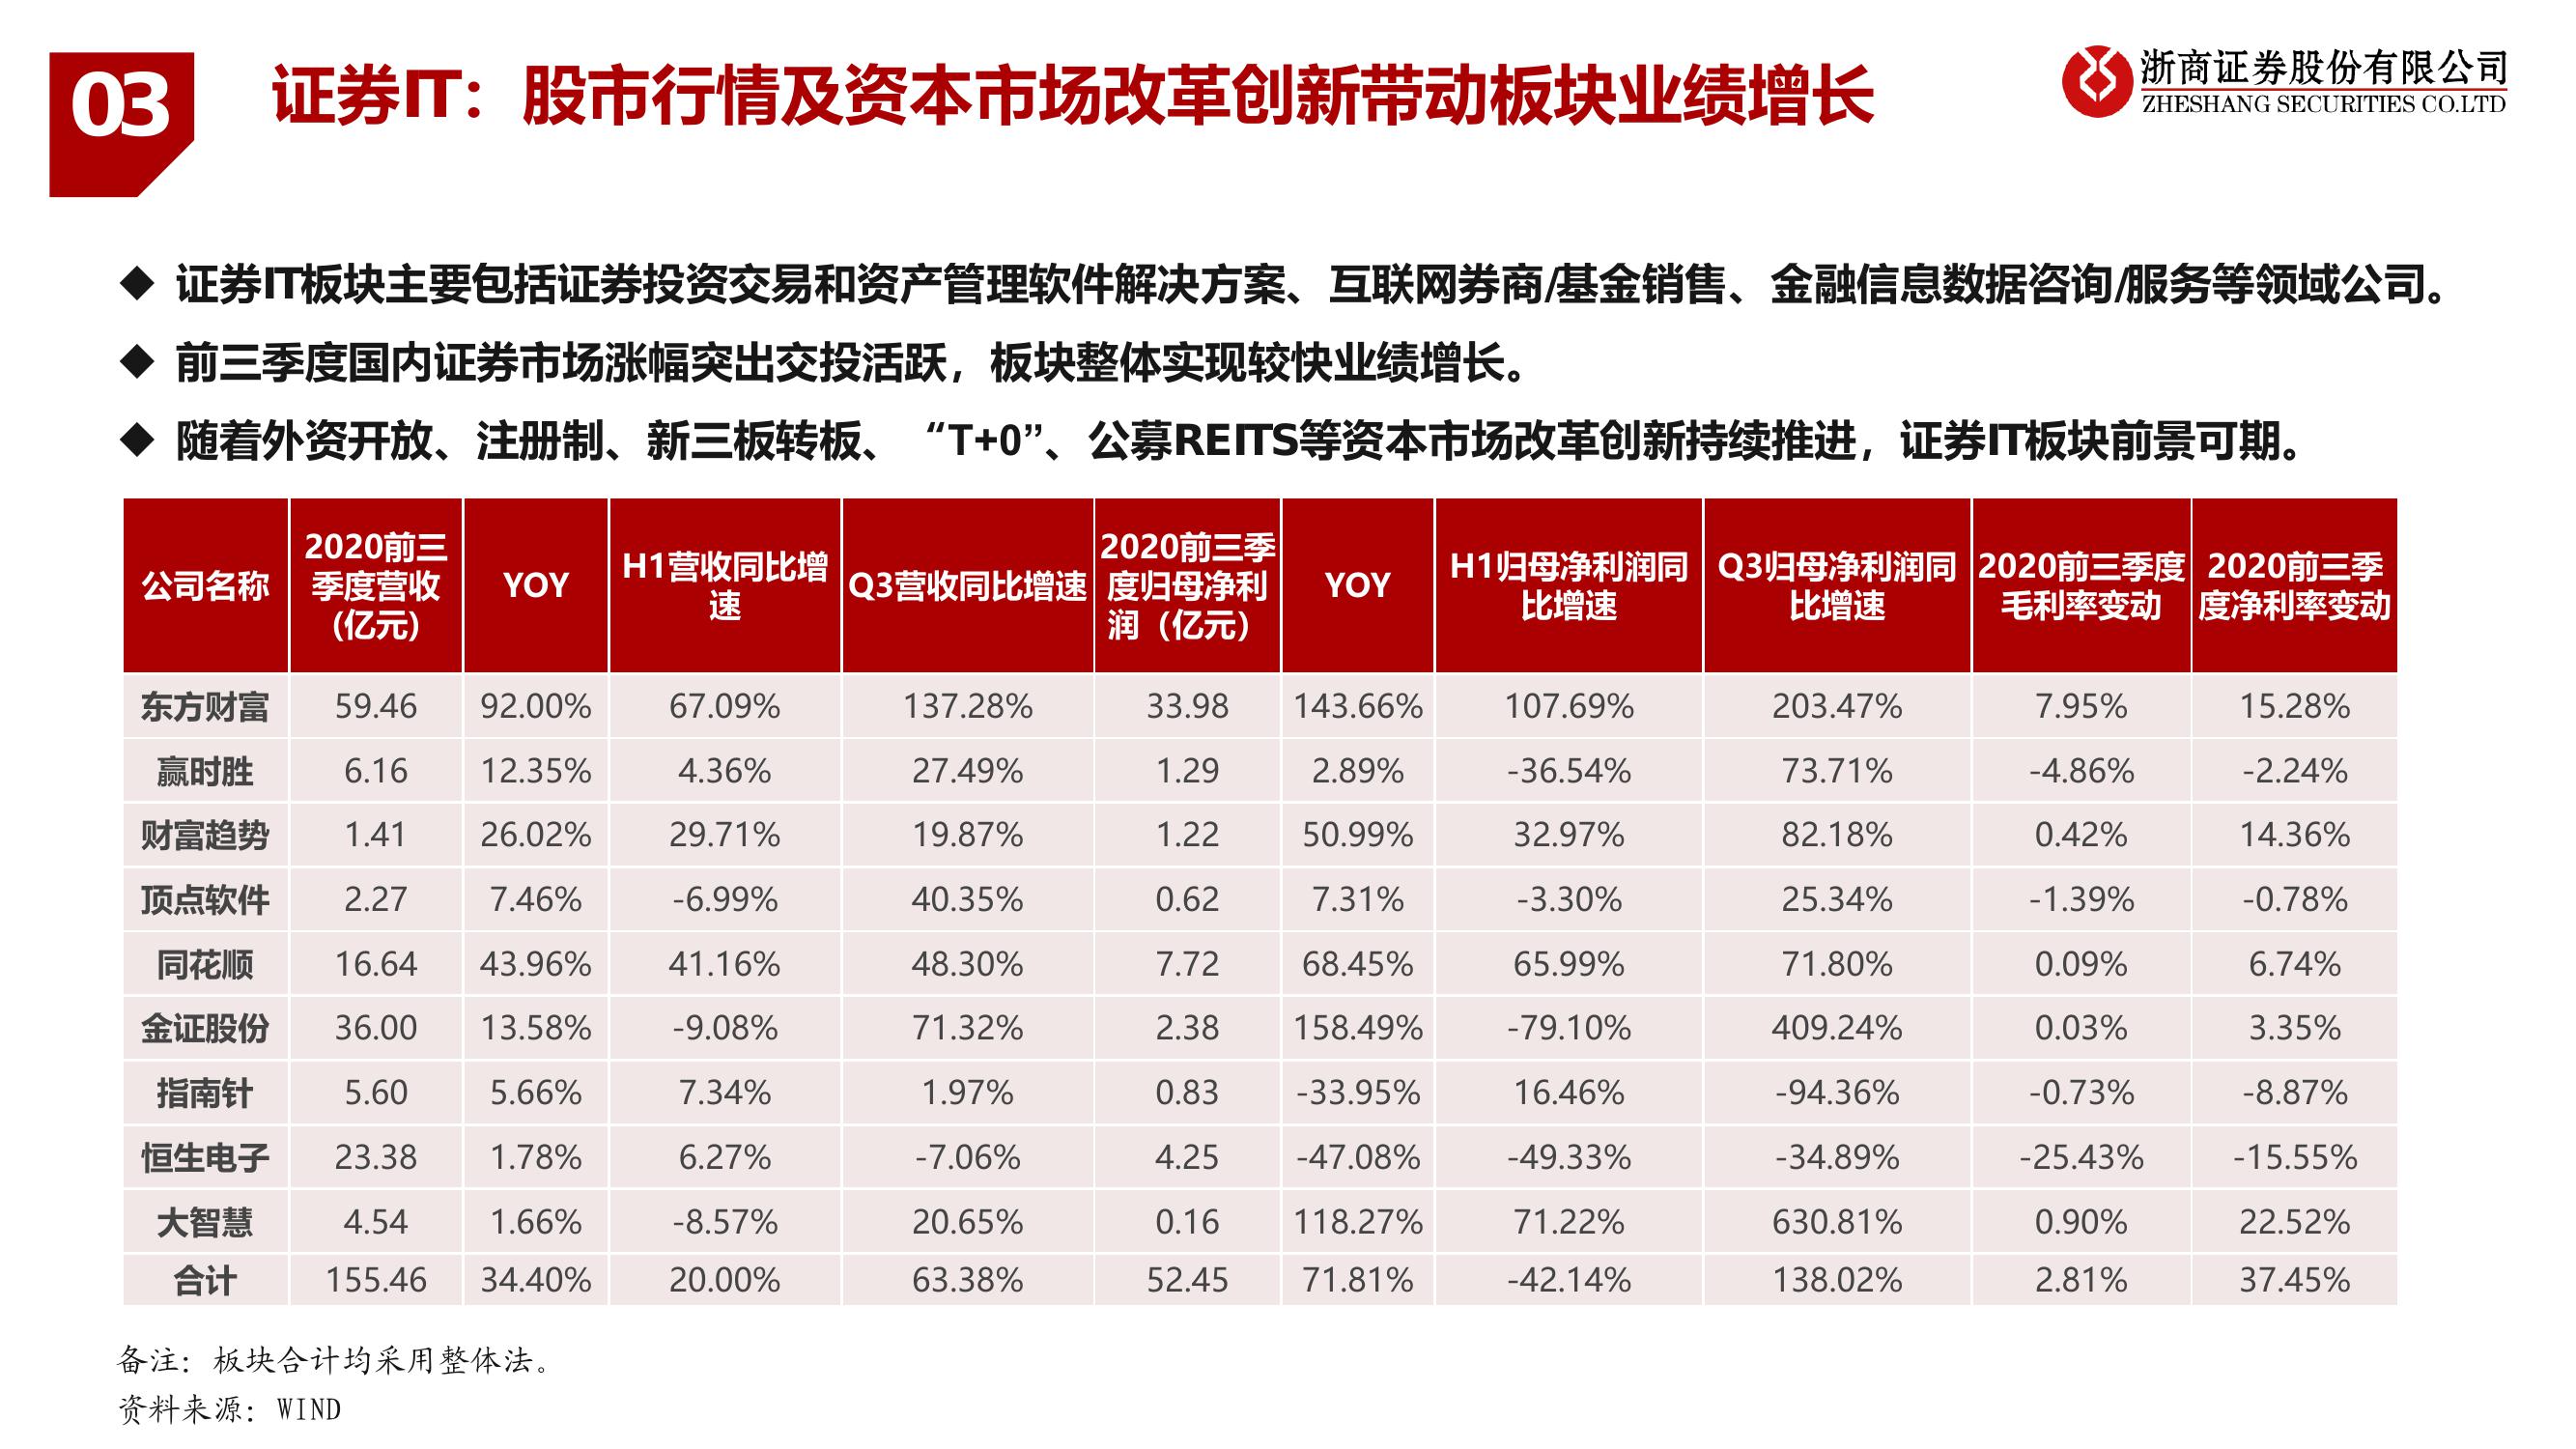 03
证券IT：股市行情及资本市场改革创新带动板块业绩增长
浙商证券股份有限公司
ZHESHANG SECURITIES CO.LTD
◆ 证券IT板块主要包括证券投资交易和资产管理软件解决方案、互联网券商/基金销售、金融信息数据咨询/服务等领域公司。
◆ 前三季度国内证券市场涨幅突出交投活跃，板块整体实现较快业绩增长。
◆ 随着外资开放、注册制、新三板转板、“T+0”、公募REITS等资本市场改革创新持续推进，证券IT板块前景可期。
公司名称 2020前三季度营收(亿元) YOY H1营收同比增速 Q3营收同比增速 2020前三季度归母净利润（亿元） YOY H1归母净利润同比增速 Q3归母净利润同比增速 2020前三季度毛利率变动 2020前三季度净利率变动
东方财富 59.46 92.00% 67.09% 137.28% 33.98 143.66% 107.69% 203.47% 7.95% 15.28%
赢时胜 6.16 12.35% 4.36% 27.49% 1.29 2.89% -36.54% 73.71% -4.86% -2.24%
财富趋势 1.41 26.02% 29.71% 19.87% 1.22 50.99% 32.97% 82.18% 0.42% 14.36%
顶点软件 2.27 7.46% -6.99% 40.35% 0.62 7.31% -3.30% 25.34% -1.39% -0.78%
同花顺 16.64 43.96% 41.16% 48.30% 7.72 68.45% 65.99% 71.80% 0.09% 6.74%
金证股份 36.00 13.58% -9.08% 71.32% 2.38 158.49% -79.10% 409.24% 0.03% 3.35%
指南针 5.60 5.66% 7.34% 1.97% 0.83 -33.95% 16.46% -94.36% -0.73% -8.87%
恒生电子 23.38 1.78% 6.27% -7.06% 4.25 -47.08% -49.33% -34.89% -25.43% -15.55%
大智慧 4.54 1.66% -8.57% 20.65% 0.16 118.27% 71.22% 630.81% 0.90% 22.52%
合计 155.46 34.40% 20.00% 63.38% 52.45 71.81% -42.14% 138.02% 2.81% 37.45%
备注：板块合计均采用整体法。
资料来源：WIND